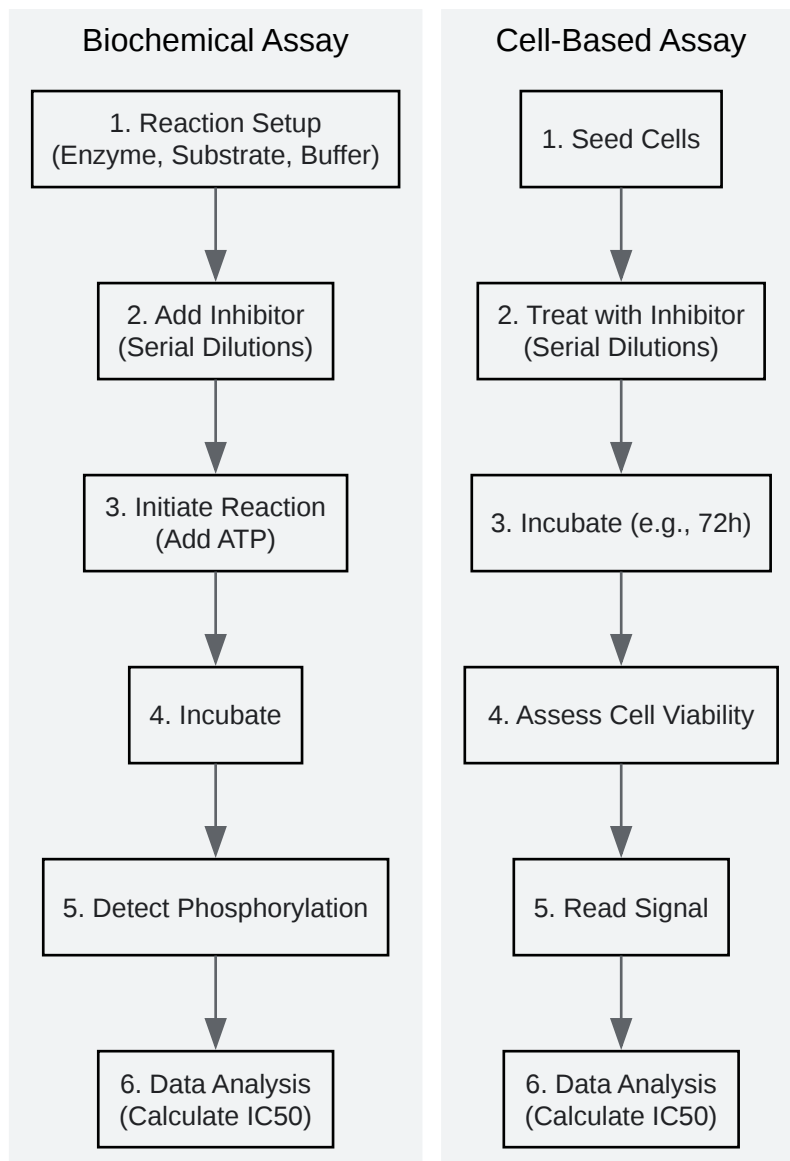 Biochemical Assay
1. Reaction Setup
(Enzyme, Substrate, Buffer)
2. Add Inhibitor
(Serial Dilutions)
3. Initiate Reaction
(Add ATP)
4. Incubate
5. Detect Phosphorylation
6. Data Analysis
(Calculate IC50)
Cell-Based Assay
1. Seed Cells
2. Treat with Inhibitor
(Serial Dilutions)
3. Incubate (e.g., 72h)
4. Assess Cell Viability
5. Read Signal
6. Data Analysis
(Calculate IC50)